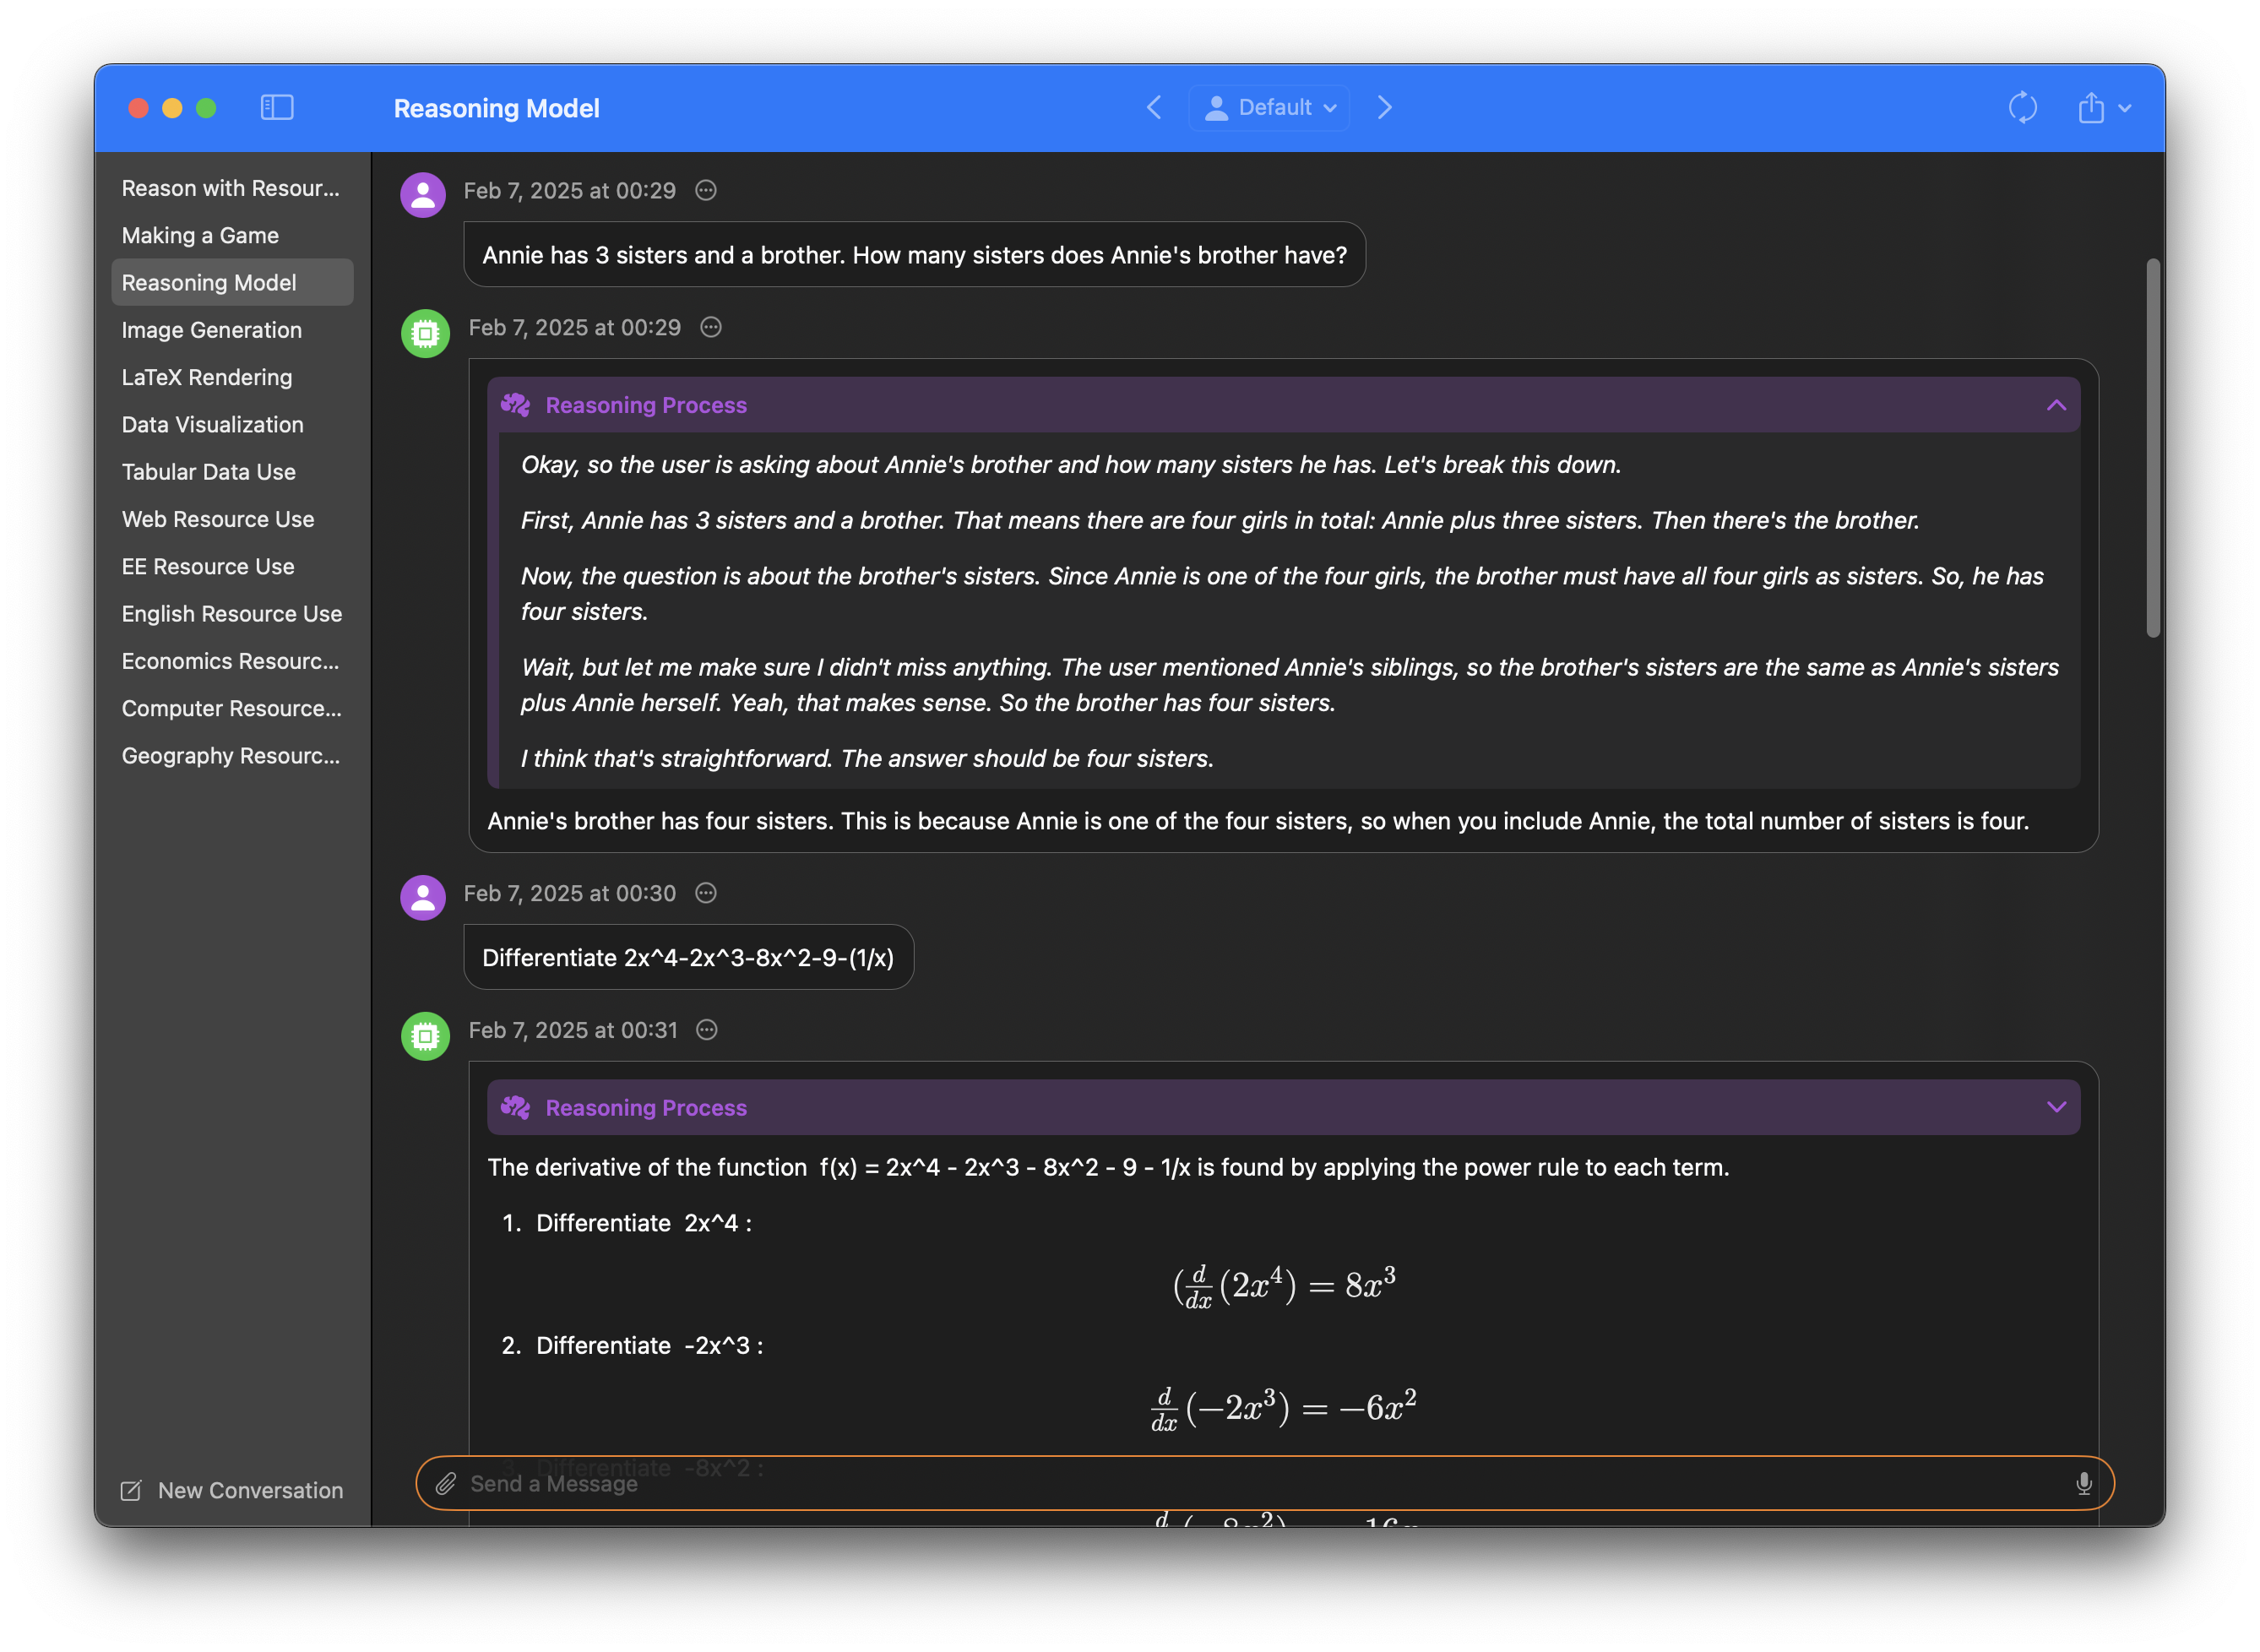 Reasoning Model
Default
Reason with Resour...
Making a Game
Reasoning Model
Image Generation
LaTeX Rendering
Data Visualization
Tabular Data Use
Web Resource Use
EE Resource Use
English Resource Use
Economics Resourc...
Computer Resource...
Geography Resourc...
New Conversation
Feb 7, 2025 at 00:29
Annie has 3 sisters and a brother. How many sisters does Annie's brother have?
Feb 7, 2025 at 00:29
Reasoning Process
Okay, so the user is asking about Annie's brother and how many sisters he has. Let's break this down.
First, Annie has 3 sisters and a brother. That means there are four girls in total: Annie plus three sisters. Then there's the brother.
Now, the question is about the brother's sisters. Since Annie is one of the four girls, the brother must have all four girls as sisters. So, he has
four sisters.
Wait, but let me make sure I didn't miss anything. The user mentioned Annie's siblings, so the brother's sisters are the same as Annie's sisters
plus Annie herself. Yeah, that makes sense. So the brother has four sisters.
I think that's straightforward. The answer should be four sisters.
Annie's brother has four sisters. This is because Annie is one of the four sisters, so when you include Annie, the total number of sisters is four.
Feb 7, 2025 at 00:30
Differentiate 2x^4-2x^3-8x^2-9-(1/x)
Feb 7, 2025 at 00:31
Reasoning Process
The derivative of the function  f(x) = 2x^4 - 2x^3 - 8x^2 - 9 - 1/x is found by applying the power rule to each term.
1. Differentiate  2x^4 :
(d/dx(2x⁴) = 8x³
2. Differentiate  -2x^3 :
d/dx(−2x³) = −6x²
3. Differentiate  -8x^2 :
Send a Message